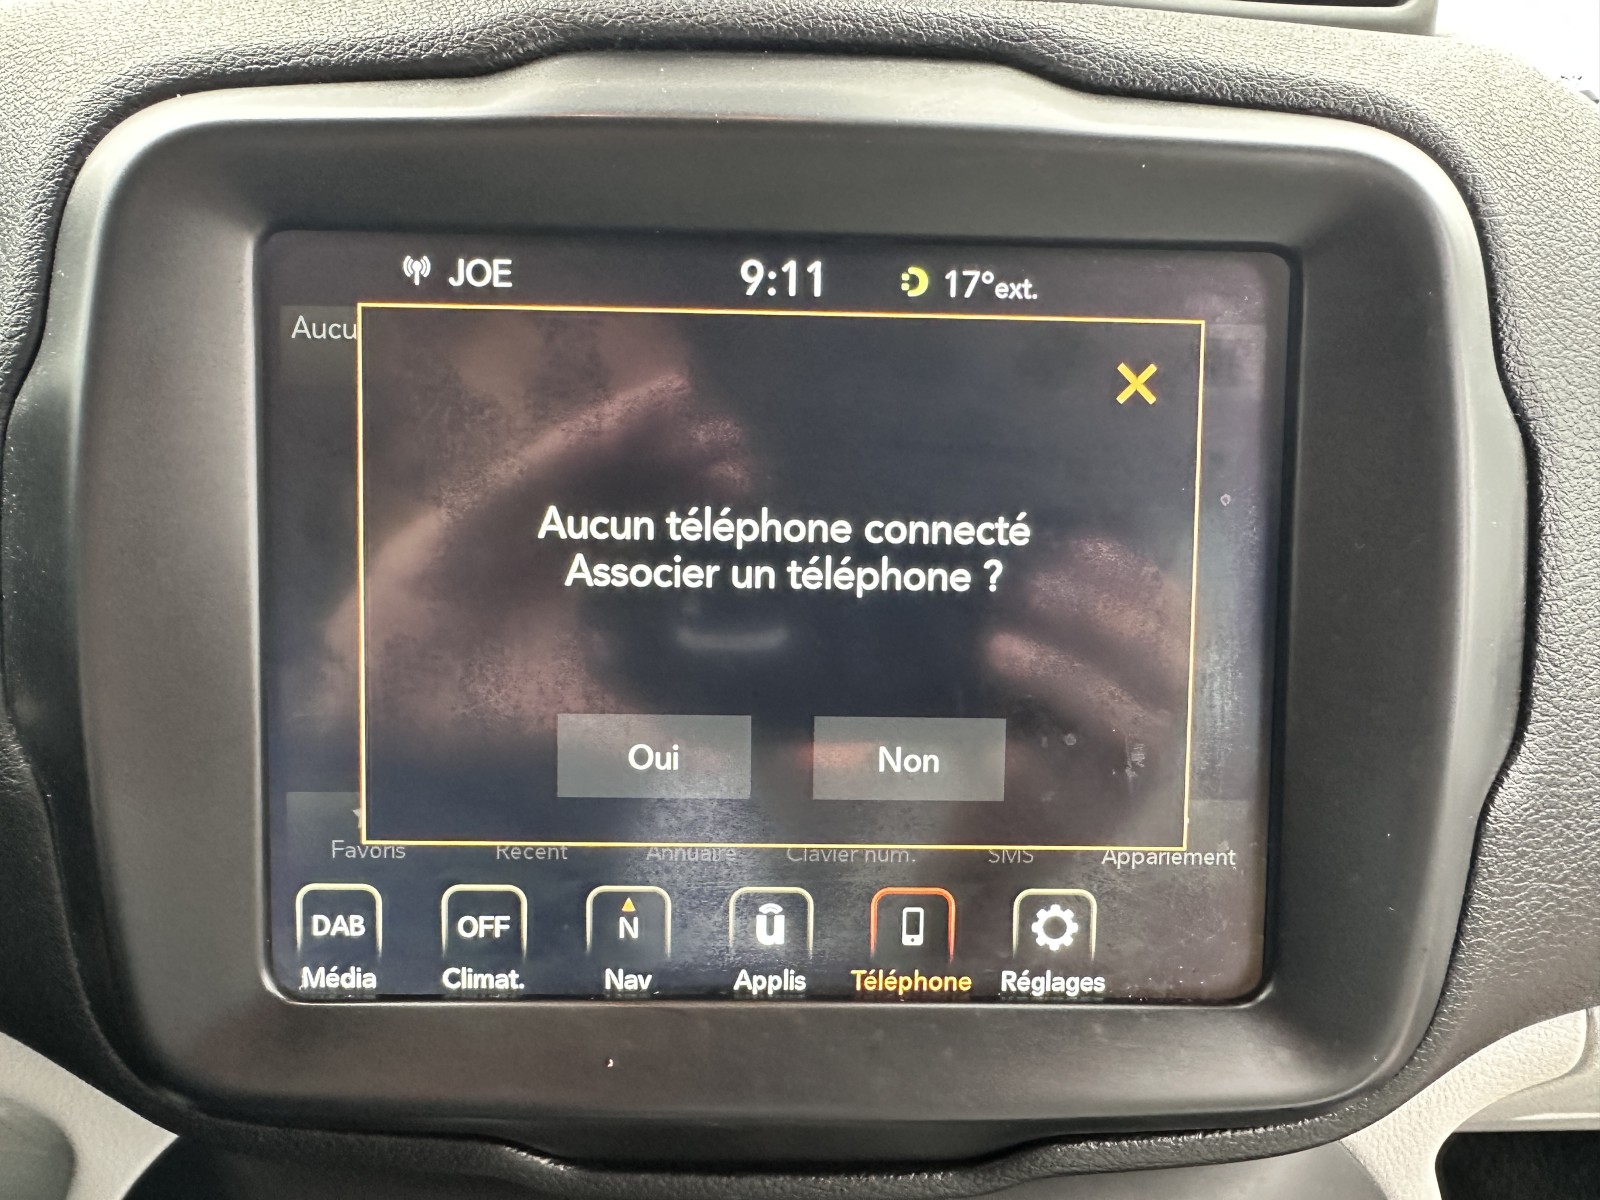 JOE 9:11 17°ext.
Aucu
Aucun téléphone connecté
Associer un téléphone ?
Oui Non
Favoris Récent Annuaire Clavier num. SMS Appariement
DAB OFF N ü
Média Climat. Nav Applis Téléphone Réglages